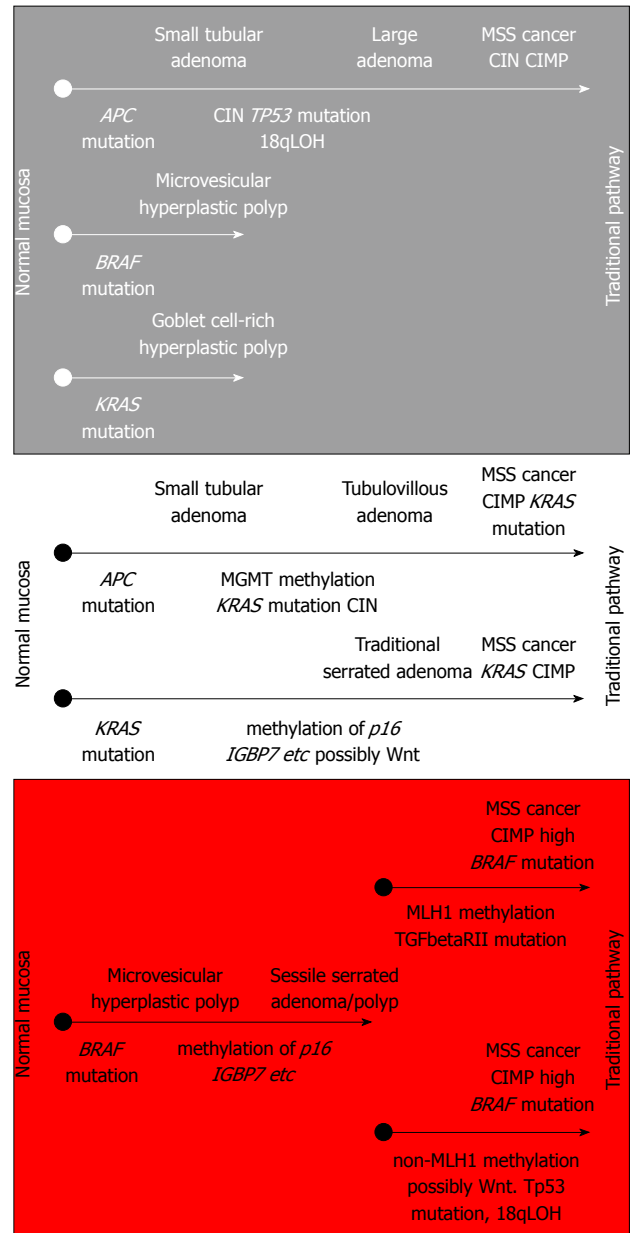 Small tubular
adenoma
Large
adenoma
MSS cancer
CIN CIMP
APC
mutation
CIN TP53 mutation
18qLOH
Microvesicular
hyperplastic polyp
BRAF
mutation
Goblet cell-rich
hyperplastic polyp
KRAS
mutation
Normal mucosa
Traditional pathway
Small tubular
adenoma
Tubulovillous
adenoma
MSS cancer
CIMP KRAS
mutation
APC
mutation
MGMT methylation
KRAS mutation CIN
Traditional
serrated adenoma
MSS cancer
KRAS CIMP
KRAS
mutation
methylation of p16
IGBP7 etc possibly Wnt
Normal mucosa
Traditional pathway
MSS cancer
CIMP high
BRAF mutation
MLH1 methylation
TGFbetaRII mutation
Microvesicular
hyperplastic polyp
Sessile serrated
adenoma/polyp
BRAF
mutation
methylation of p16
IGBP7 etc
MSS cancer
CIMP high
BRAF mutation
non-MLH1 methylation
possibly Wnt. Tp53
mutation, 18qLOH
Normal mucosa
Traditional pathway